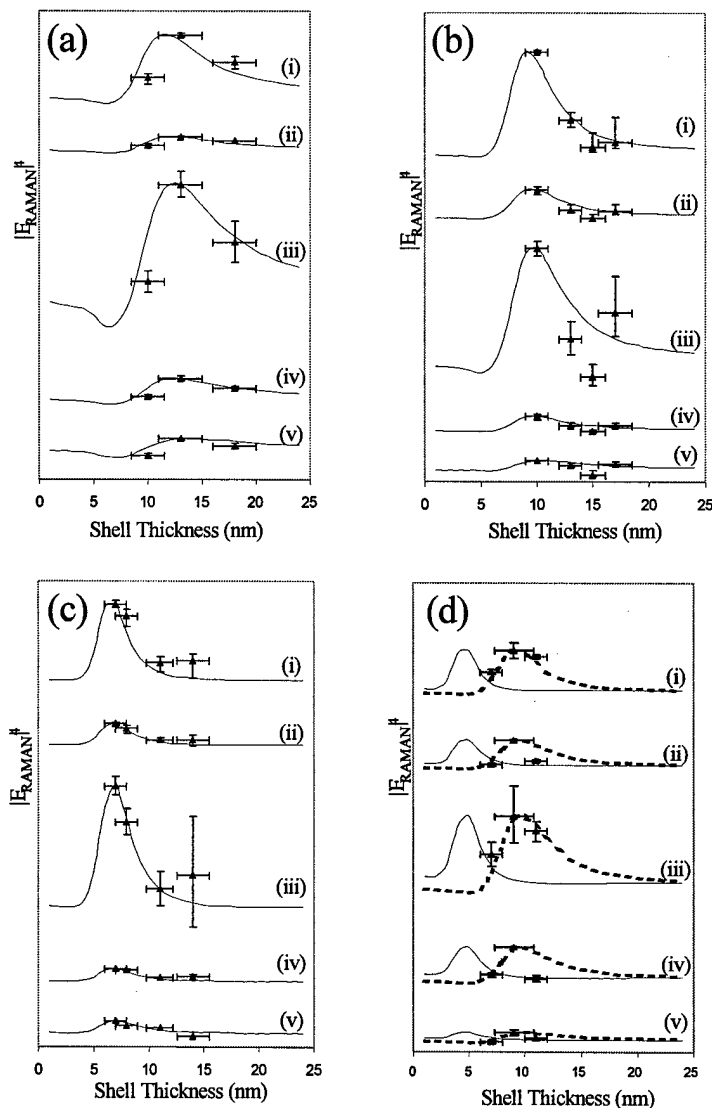 (a)
(i)
(ii)
(iii)
(iv)
(v)
|E_RAMAN|^4
0 5 10 15 20 25
Shell Thickness (nm)
(b)
(i)
(ii)
(iii)
(iv)
(v)
|E_RAMAN|^4
0 5 10 15 20 25
Shell Thickness (nm)
(c)
(i)
(ii)
(iii)
(iv)
(v)
|E_RAMAN|^4
0 5 10 15 20 25
Shell Thickness (nm)
(d)
(i)
(ii)
(iii)
(iv)
(v)
|E_RAMAN|^4
0 5 10 15 20 25
Shell Thickness (nm)